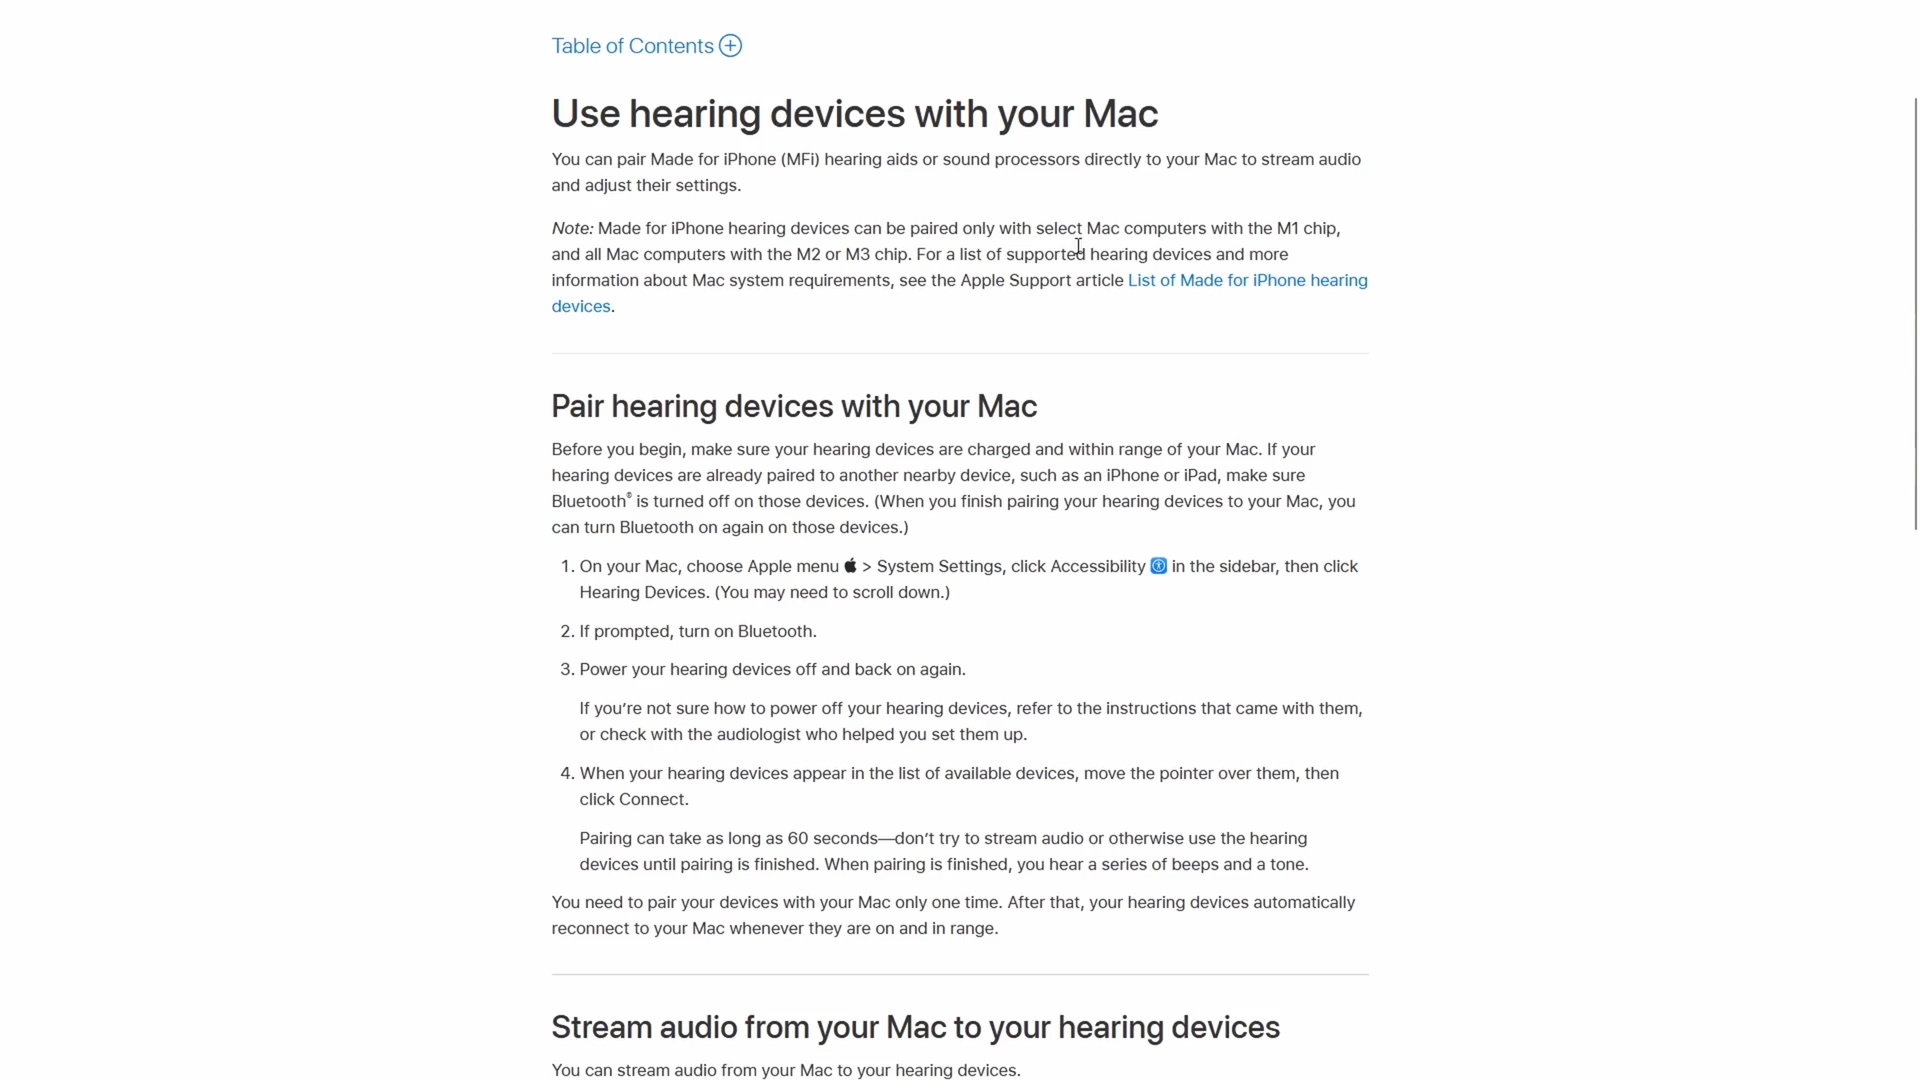 Table of Contents
Use hearing devices with your Mac
You can pair Made for iPhone (MFi) hearing aids or sound processors directly to your Mac to stream audio
and adjust their settings.
Note: Made for iPhone hearing devices can be paired only with select Mac computers with the M1 chip,
and all Mac computers with the M2 or M3 chip. For a list of supported hearing devices and more
information about Mac system requirements, see the Apple Support article List of Made for iPhone hearing
devices.
Pair hearing devices with your Mac
Before you begin, make sure your hearing devices are charged and within range of your Mac. If your
hearing devices are already paired to another nearby device, such as an iPhone or iPad, make sure
Bluetooth® is turned off on those devices. (When you finish pairing your hearing devices to your Mac, you
can turn Bluetooth on again on those devices.)
1. On your Mac, choose Apple menu > System Settings, click Accessibility in the sidebar, then click
Hearing Devices. (You may need to scroll down.)
2. If prompted, turn on Bluetooth.
3. Power your hearing devices off and back on again.
If you’re not sure how to power off your hearing devices, refer to the instructions that came with them,
or check with the audiologist who helped you set them up.
4. When your hearing devices appear in the list of available devices, move the pointer over them, then
click Connect.
Pairing can take as long as 60 seconds—don’t try to stream audio or otherwise use the hearing
devices until pairing is finished. When pairing is finished, you hear a series of beeps and a tone.
You need to pair your devices with your Mac only one time. After that, your hearing devices automatically
reconnect to your Mac whenever they are on and in range.
Stream audio from your Mac to your hearing devices
You can stream audio from your Mac to your hearing devices.